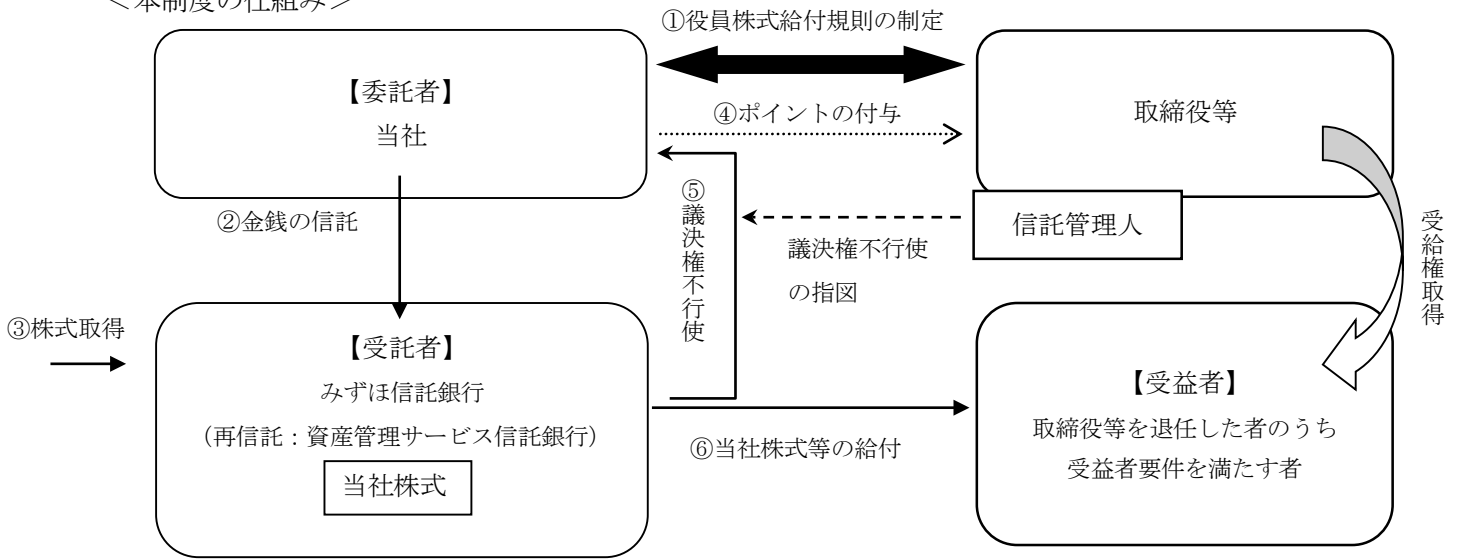 ＜本制度の仕組み＞
①役員株式給付規則の制定
【委託者】
当社
④ポイントの付与
取締役等
②金銭の信託
⑤議決権不行使
信託管理人
議決権不行使
の指図
受給権取得
③株式取得
【受託者】
みずほ信託銀行
（再信託：資産管理サービス信託銀行）
当社株式
⑥当社株式等の給付
【受益者】
取締役等を退任した者のうち
受益者要件を満たす者